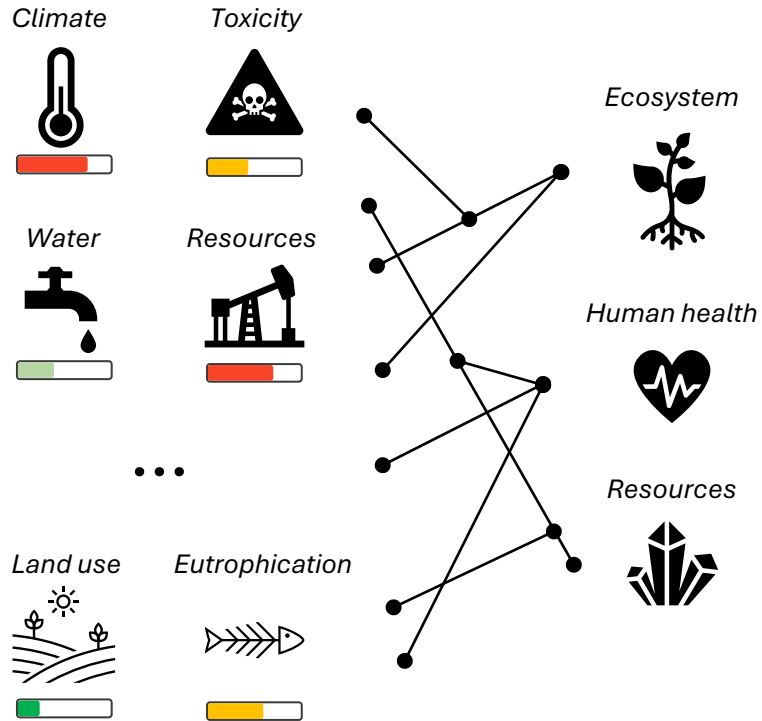 Climate
Toxicity
Ecosystem
Water
Resources
Human health
...
Resources
Land use
Eutrophication